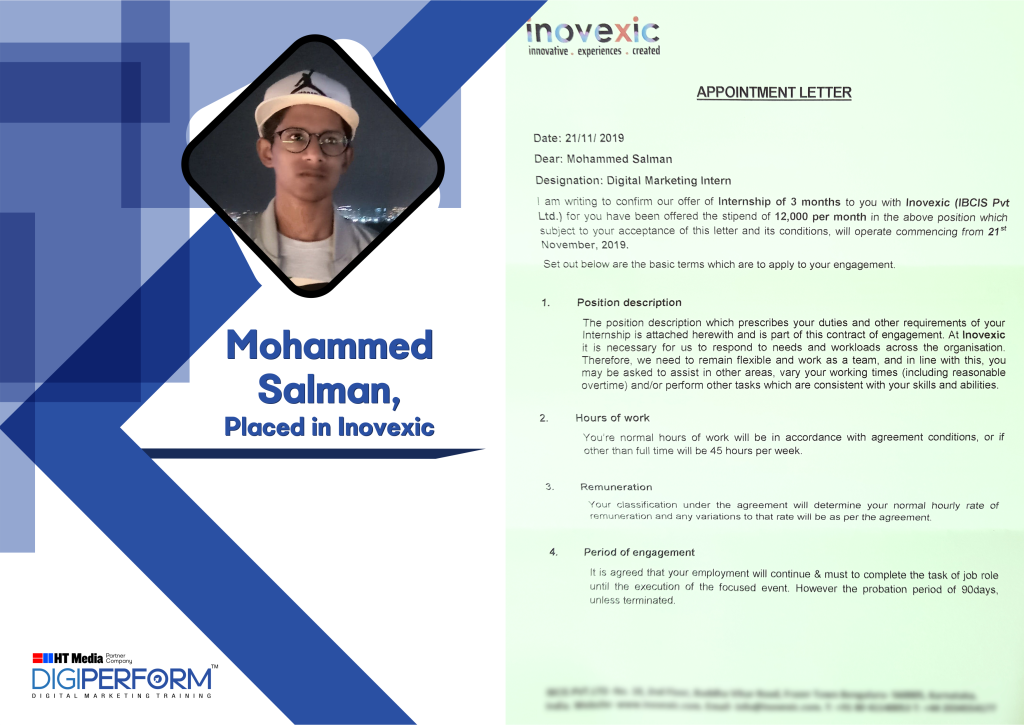 Mohammed
Salman,
Placed in Inovexic
HT Media Partner
Company
DIGIPERFORM™
DIGITAL MARKETING TRAINING
inovexic
innovative . experiences . created
APPOINTMENT LETTER
Date: 21/11/ 2019
Dear: Mohammed Salman
Designation: Digital Marketing Intern
I am writing to confirm our offer of Internship of 3 months to you with Inovexic (IBCIS Pvt
Ltd.) for you have been offered the stipend of 12,000 per month in the above position which
subject to your acceptance of this letter and its conditions, will operate commencing from 21st
November, 2019.
Set out below are the basic terms which are to apply to your engagement.
1. Position description
The position description which prescribes your duties and other requirements of your
Internship is attached herewith and is part of this contract of engagement. At Inovexic
it is necessary for us to respond to needs and workloads across the organisation.
Therefore, we need to remain flexible and work as a team, and in line with this, you
may be asked to assist in other areas, vary your working times (including reasonable
overtime) and/or perform other tasks which are consistent with your skills and abilities.
2. Hours of work
You're normal hours of work will be in accordance with agreement conditions, or if
other than full time will be 45 hours per week.
3. Remuneration
Your classification under the agreement will determine your normal hourly rate of
remuneration and any variations to that rate will be as per the agreement.
4. Period of engagement
It is agreed that your employment will continue & must to complete the task of job role
until the execution of the focused event. However the probation period of 90days,
unless terminated.